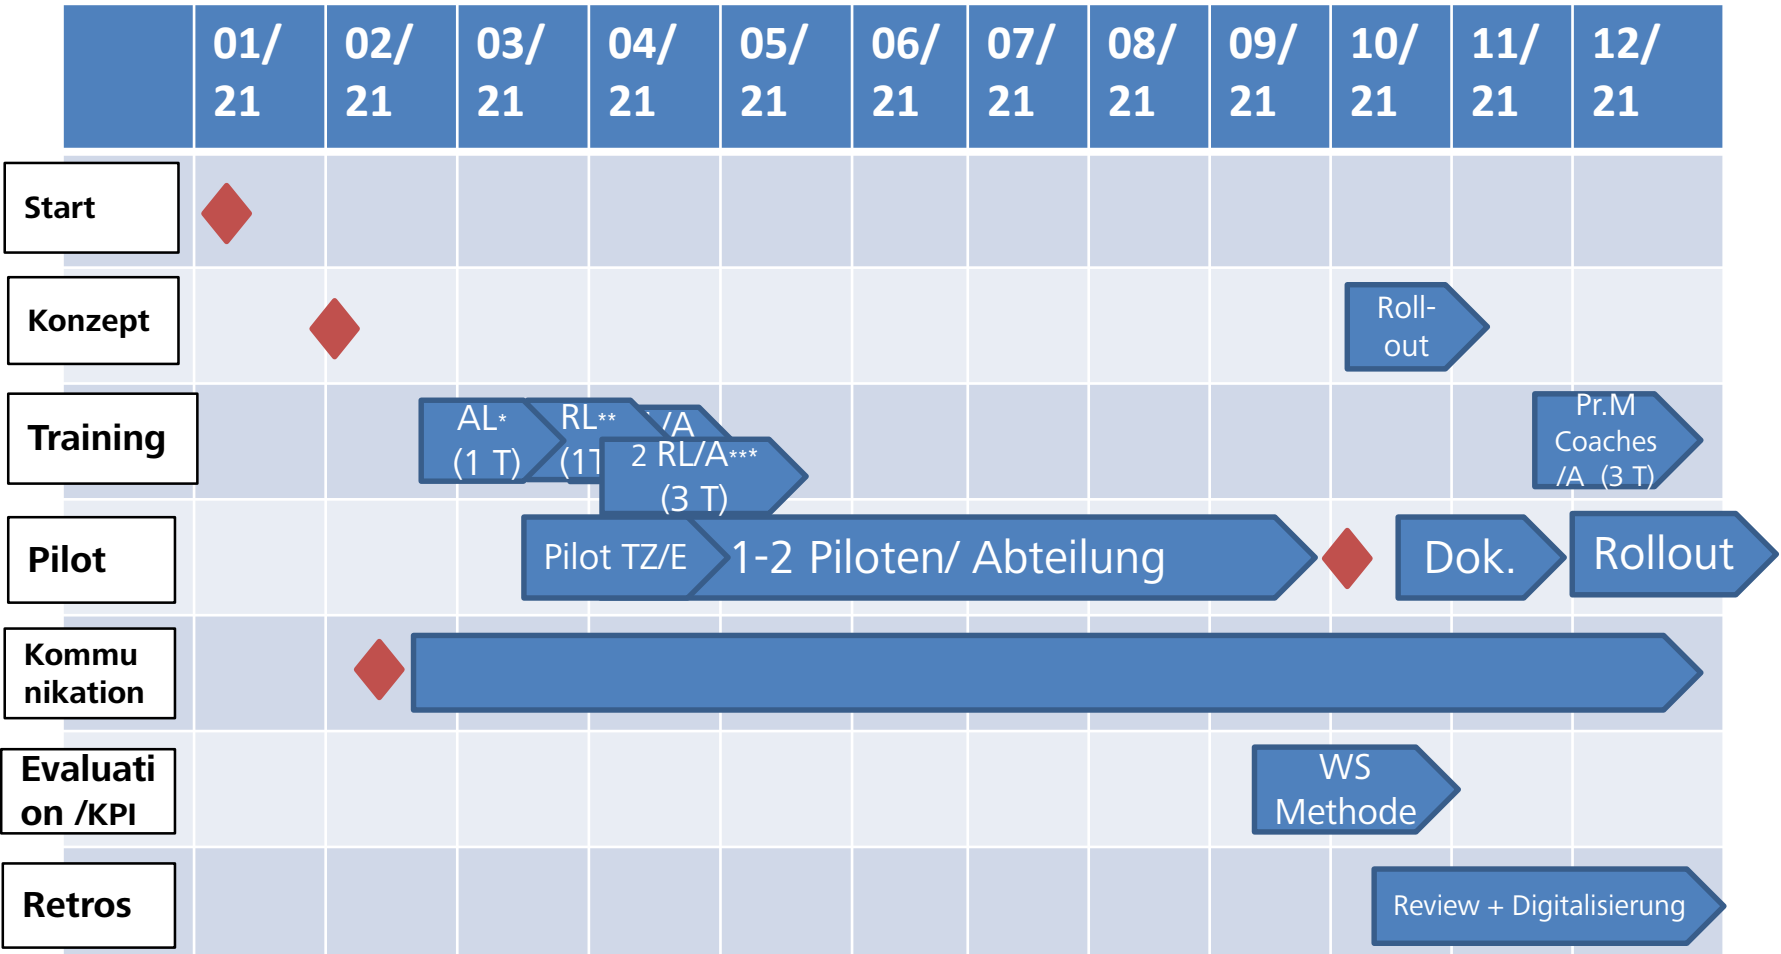 01/
21
02/
21
03/
21
04/
21
05/
21
06/
21
07/
21
08/
21
09/
21
10/
21
11/
21
12/
21
Start
Konzept
Roll-
out
Training
AL*
(1 T)
RL**
(1T
/A
2 RL/A***
(3 T)
Pr.M
Coaches
/A (3 T)
Pilot
Pilot TZ/E
1-2 Piloten/ Abteilung
Dok.
Rollout
Kommu
nikation
Evaluati
on /KPI
WS
Methode
Retros
Review + Digitalisierung